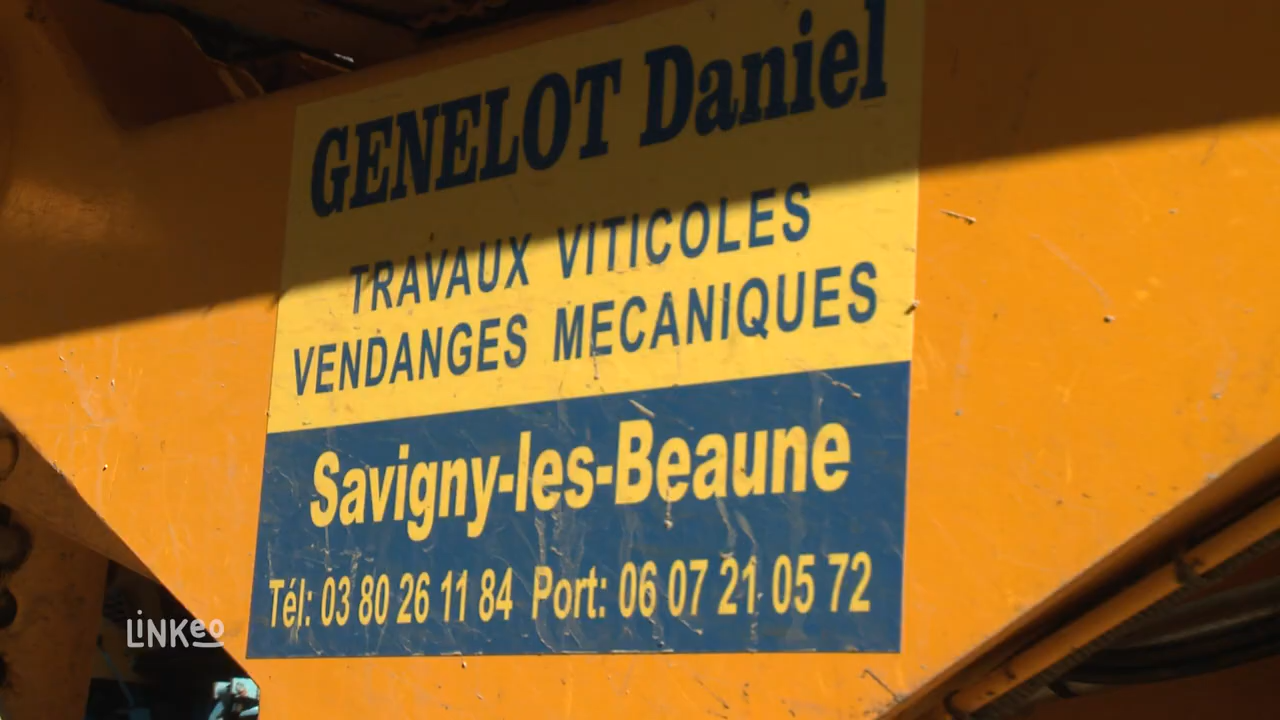 GENELOT Daniel
TRAVAUX VITICOLES
VENDANGES MECANIQUES
Savigny-les-Beaune
Tél: 03 80 26 11 84 Port: 06 07 21 05 72
LiNKeo